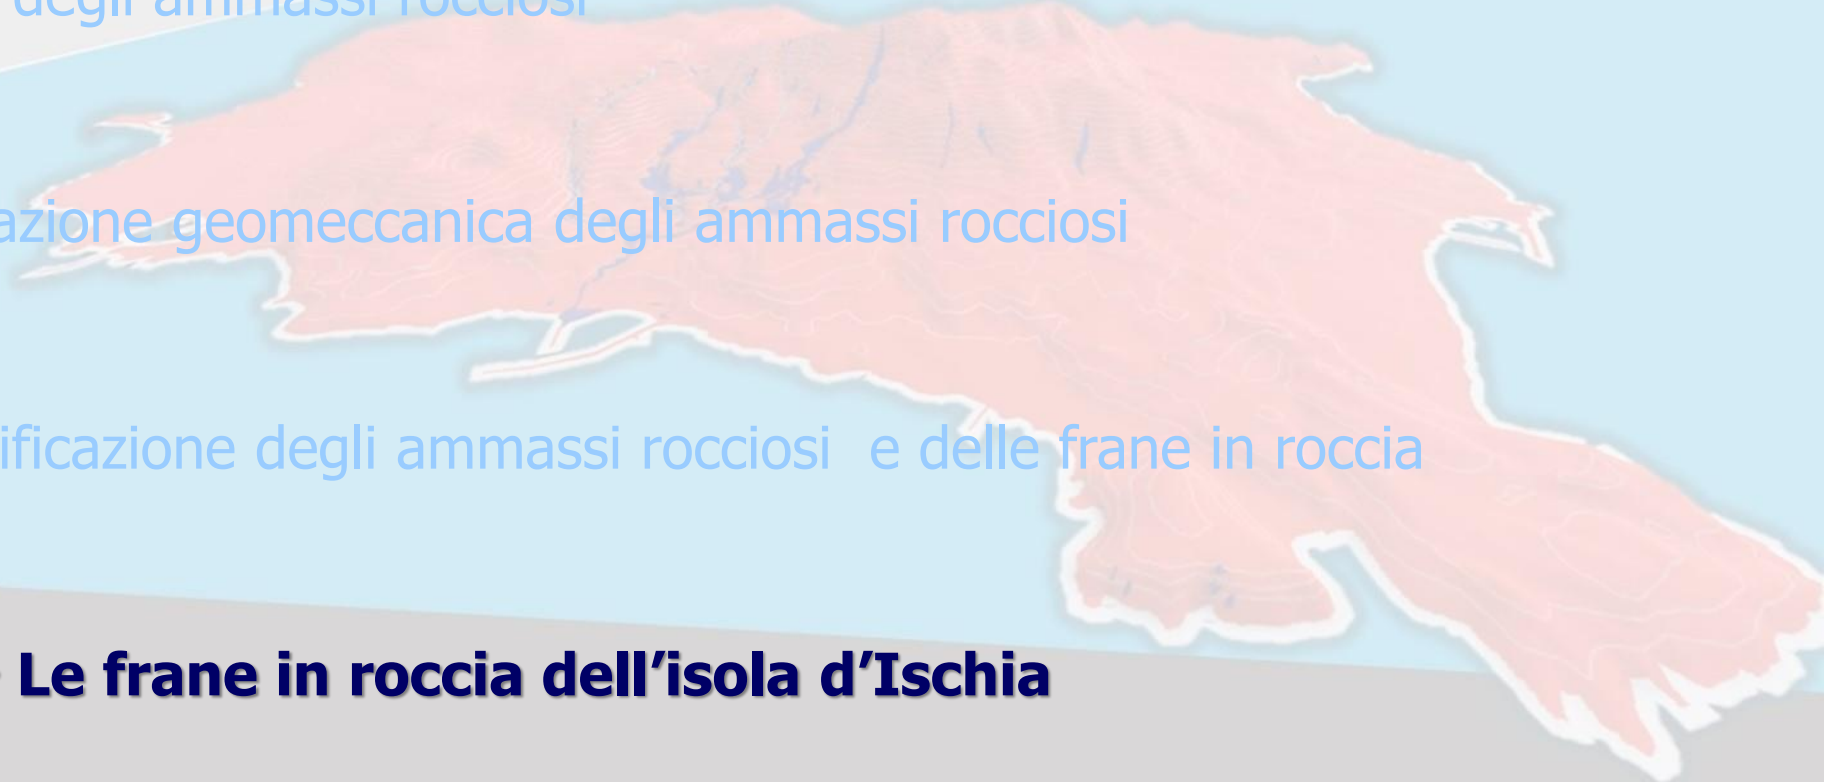 degli ammassi rocciosi
azione geomeccanica degli ammassi rocciosi
ificazione degli ammassi rocciosi e delle frane in roccia
Le frane in roccia dell’isola d’Ischia